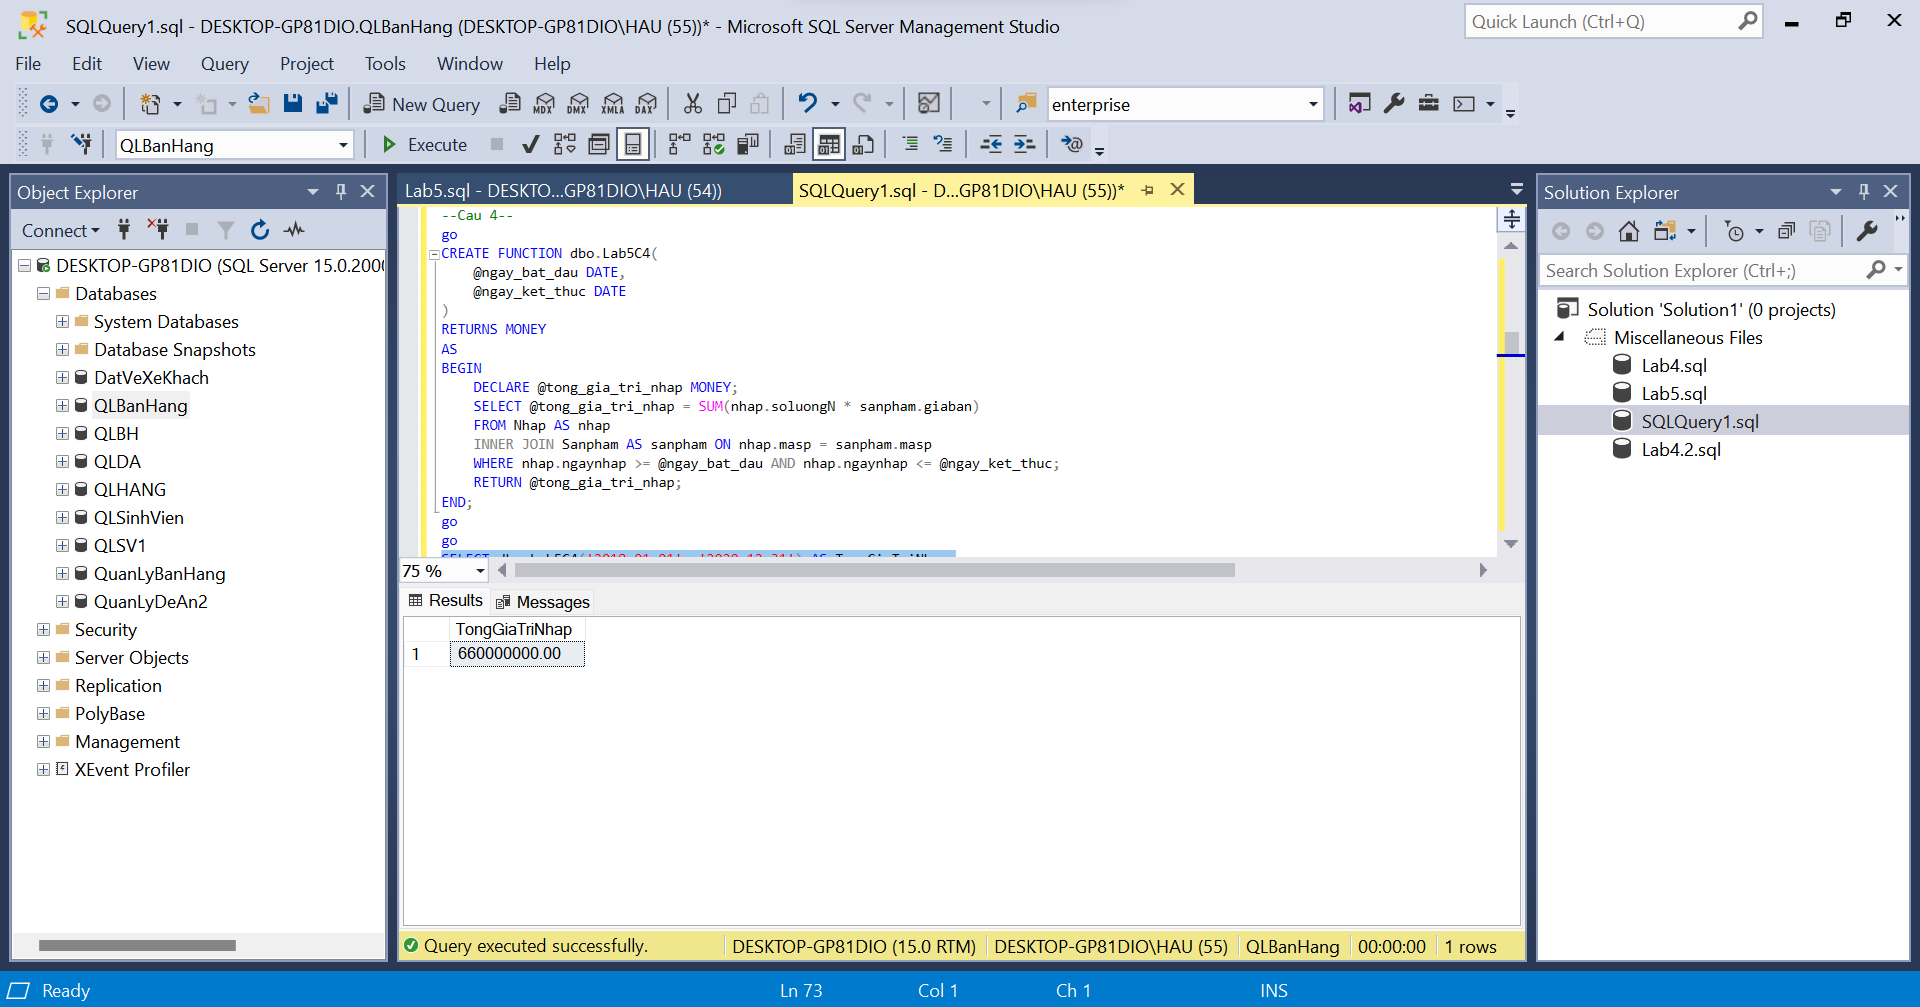 SQLQuery1.sql - DESKTOP-GP81DIO.QLBanHang (DESKTOP-GP81DIO\HAU (55))* - Microsoft SQL Server Management Studio
Quick Launch (Ctrl+Q)
File Edit View Query Project Tools Window Help
New Query MDX DMX XMLA DAX enterprise
QLBanHang Execute
Object Explorer
Connect
DESKTOP-GP81DIO (SQL Server 15.0.2000
Databases
System Databases
Database Snapshots
DatVeXeKhach
QLBanHang
QLBH
QLDA
QLHANG
QLSinhVien
QLSV1
QuanLyBanHang
QuanLyDeAn2
Security
Server Objects
Replication
PolyBase
Management
XEvent Profiler
Lab5.sql - DESKTO...GP81DIO\HAU (54))
SQLQuery1.sql - D...GP81DIO\HAU (55))*
--Cau 4--
go
CREATE FUNCTION dbo.Lab5C4(
@ngay_bat_dau DATE,
@ngay_ket_thuc DATE
)
RETURNS MONEY
AS
BEGIN
DECLARE @tong_gia_tri_nhap MONEY;
SELECT @tong_gia_tri_nhap = SUM(nhap.soluongN * sanpham.giaban)
FROM Nhap AS nhap
INNER JOIN Sanpham AS sanpham ON nhap.masp = sanpham.masp
WHERE nhap.ngaynhap >= @ngay_bat_dau AND nhap.ngaynhap <= @ngay_ket_thuc;
RETURN @tong_gia_tri_nhap;
END;
go
go
75 %
Results Messages
TongGiaTriNhap
1 660000000.00
Query executed successfully. DESKTOP-GP81DIO (15.0 RTM) DESKTOP-GP81DIO\HAU (55) QLBanHang 00:00:00 1 rows
Solution Explorer
Search Solution Explorer (Ctrl+;)
Solution 'Solution1' (0 projects)
Miscellaneous Files
Lab4.sql
Lab5.sql
SQLQuery1.sql
Lab4.2.sql
Ready Ln 73 Col 1 Ch 1 INS